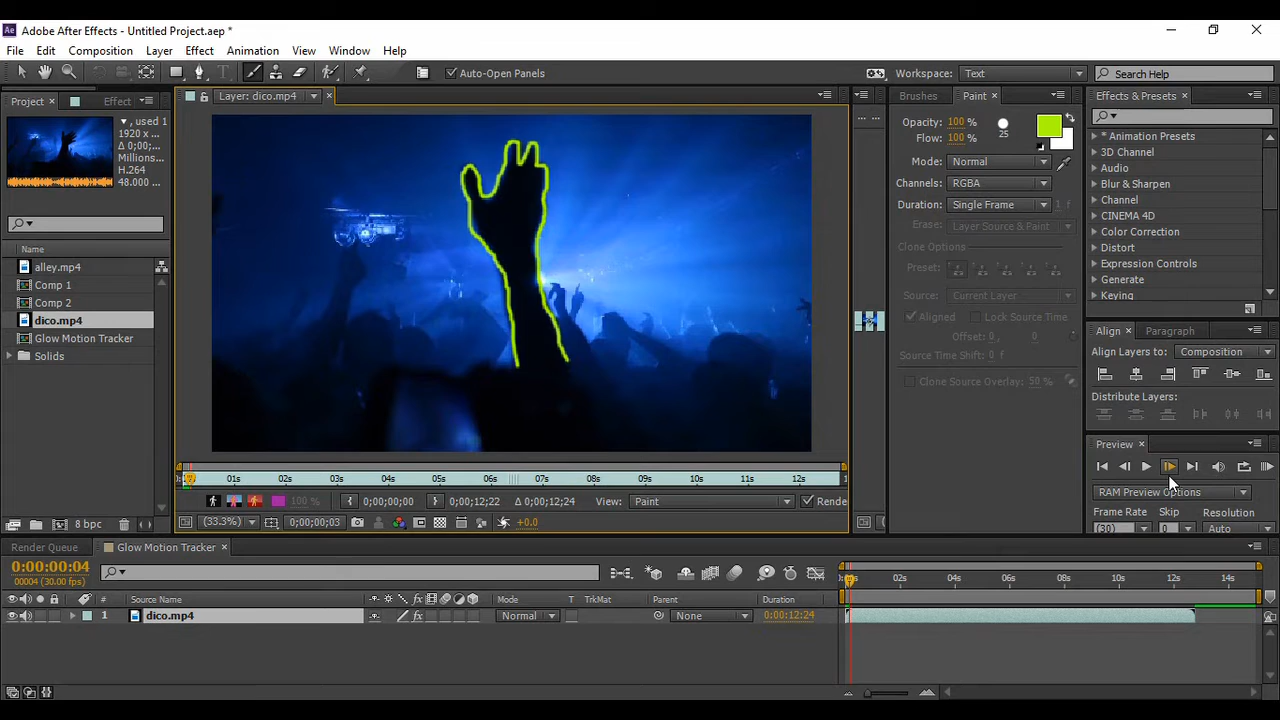 Adobe After Effects - Untitled Project.aep *
File Edit Composition Layer Effect Animation View Window Help
Auto-Open Panels
Workspace: Text
Search Help
Project
Effect
Layer: dico.mp4
Brushes Paint
Effects & Presets
, used 1
1920 x ...
Δ 0;00;...
Millions...
H.264
48.000 ...
Name
alley.mp4
Comp 1
Comp 2
dico.mp4
Glow Motion Tracker
Solids
8 bpc
01s 02s 03s 04s 05s 06s 07s 08s 09s 10s 11s 12s
100 %
0;00;00;00
0;00;12;22
Δ 0;00;12;24
View: Paint
Rende
(33.3%)
0;00;00;03
+0.0
Opacity: 100 %
Flow: 100 %
25
Mode: Normal
Channels: RGBA
Duration: Single Frame 1 f
Erase: Layer Source & Paint
Clone Options
Preset:
Source: Current Layer
Aligned Lock Source Time
Offset: 0 , 0
Source Time Shift: 0 f
Clone Source Overlay: 50 %
* Animation Presets
3D Channel
Audio
Blur & Sharpen
Channel
CINEMA 4D
Color Correction
Distort
Expression Controls
Generate
Keying
Align Paragraph
Align Layers to: Composition
Distribute Layers:
Preview
RAM Preview Options
Frame Rate Skip Resolution
(30) 0 Auto
Render Queue
Glow Motion Tracker
0:00:00:04
00004 (30.00 fps)
# Source Name Mode T TrkMat Parent Duration
1 dico.mp4 Normal None 0:00:12:24
02s 04s 06s 08s 10s 12s 14s